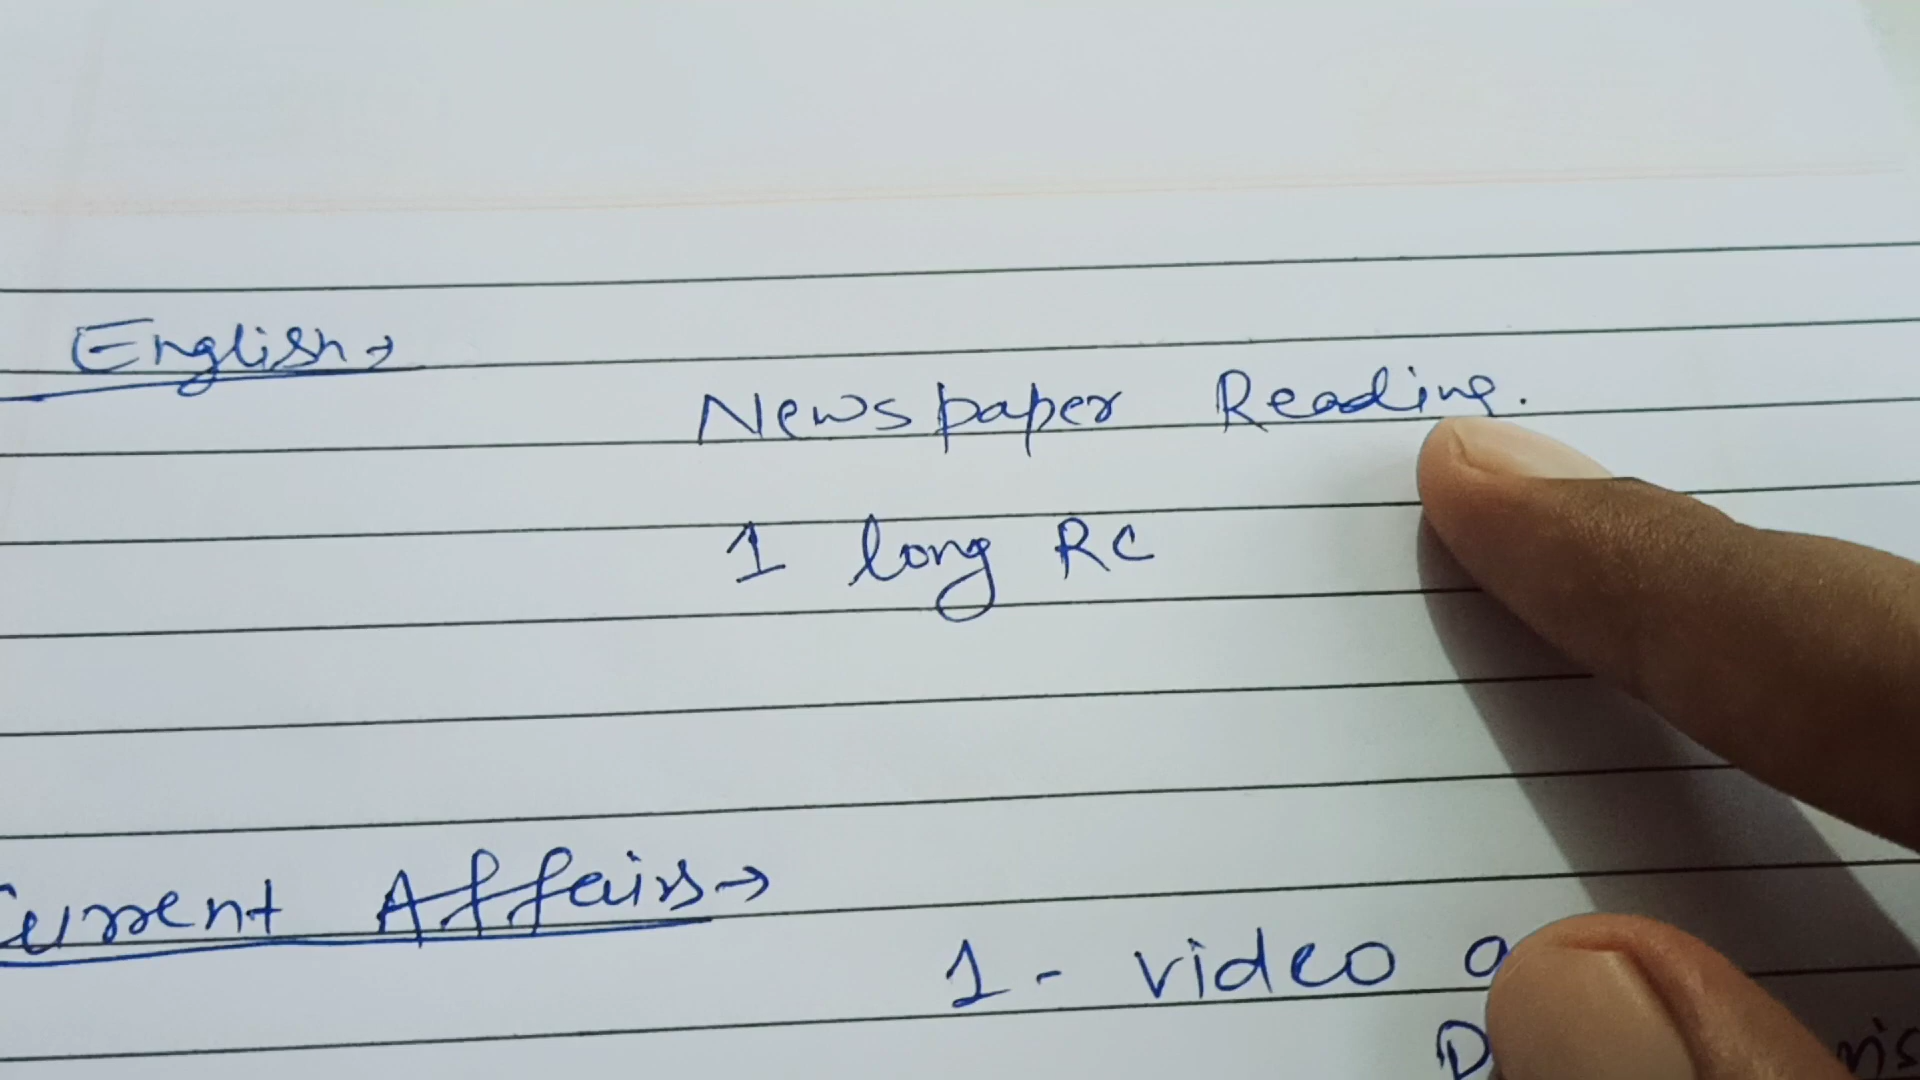 English →
Newspaper Reading.
1 long RC
Current Affairs →
1 - video